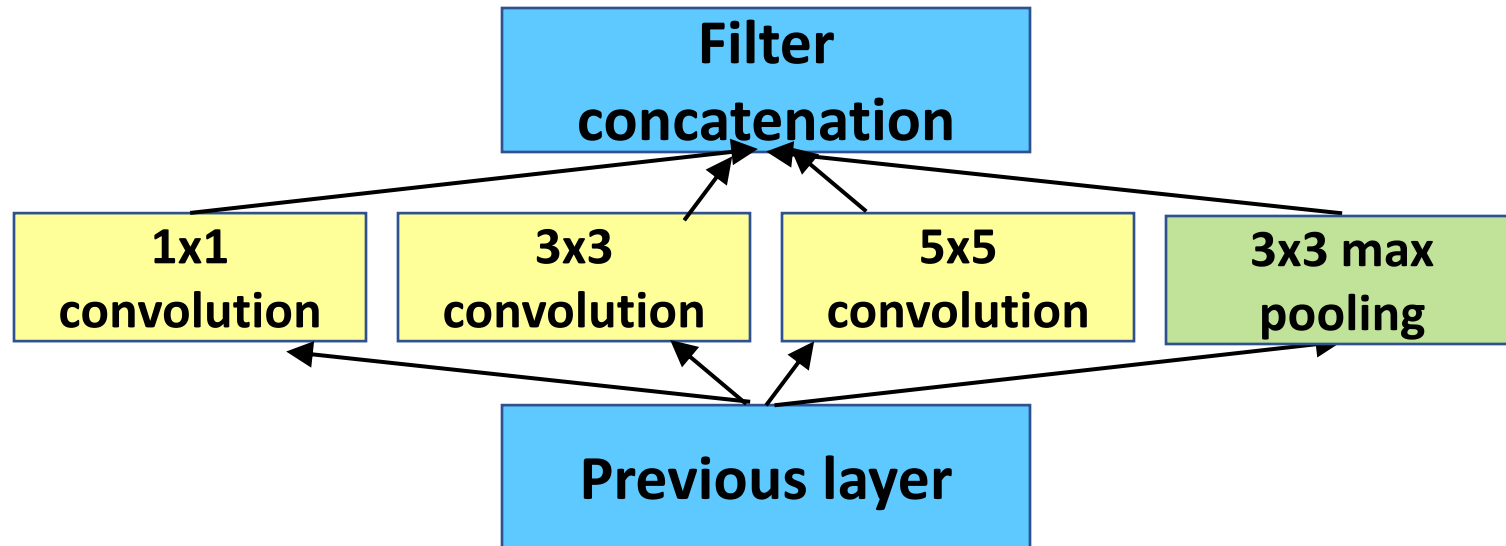 Filter
concatenation
1x1
convolution
3x3
convolution
5x5
convolution
3x3 max
pooling
Previous layer